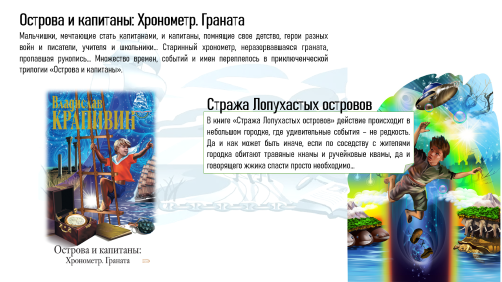 Острова и капитаны: Хронометр. Граната
Мальчишки, мечтающие стать капитанами, и капитаны, помнящие свое детство, герои разных
войн и писатели, учителя и школьники... Старинный хронометр, неразорвавшаяся граната,
пропавшая рукопись... Множество времен, событий и имен переплелось в приключенческой
трилогии «Острова и капитаны».
Владислав
КРАПИВИН
Острова и капитаны:
Хронометр. Граната
Стража Лопухастых островов
В книге «Стража Лопухастых островов» действие происходит в
небольшом городке, где удивительные события – не редкость.
Да и как может быть иначе, если по соседству с жителями
городка обитают травяные кнамы и ручейковые квамы, да и
говорящего жжика спасти просто необходимо...